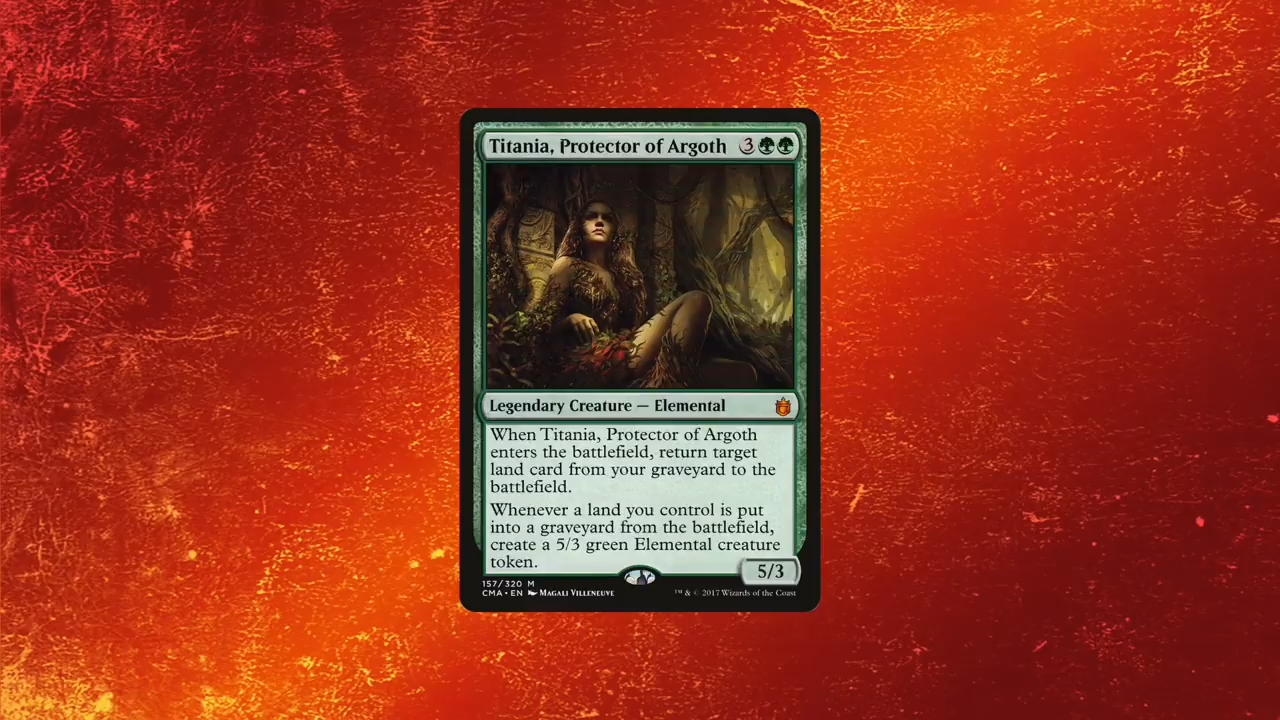 Titania, Protector of Argoth 3
Legendary Creature — Elemental
When Titania, Protector of Argoth
enters the battlefield, return target
land card from your graveyard to the
battlefield.
Whenever a land you control is put
into a graveyard from the battlefield,
create a 5/3 green Elemental creature
token.
5/3
157/320 M
CMA • EN Magali Villeneuve
™ & © 2017 Wizards of the Coast